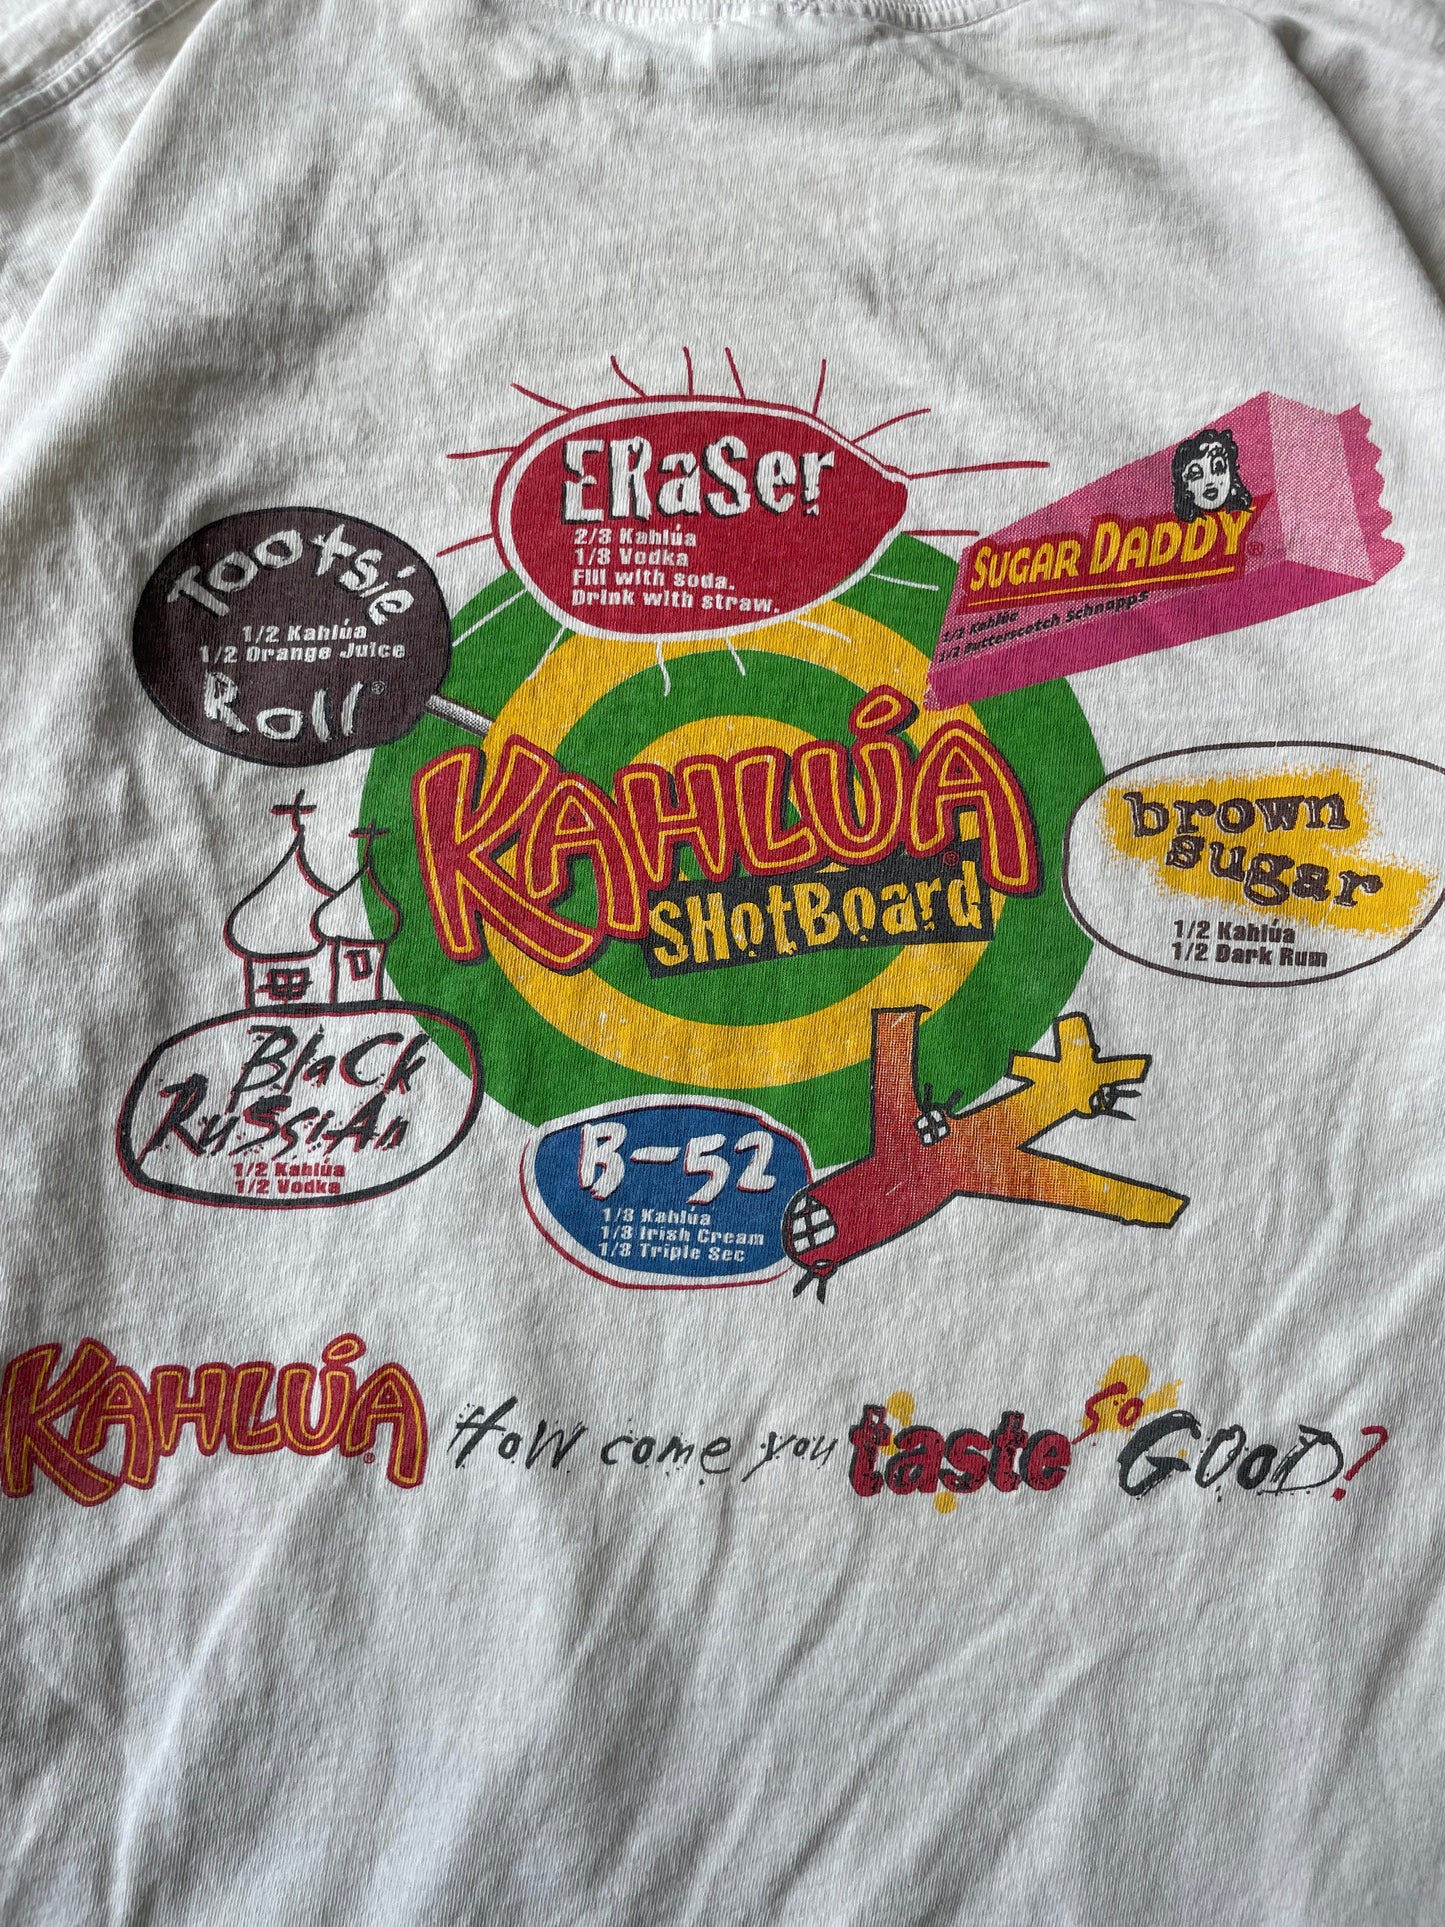 ERaSer
2/3 Kahlúa
1/3 Vodka
Fill with soda.
Drink with straw.
Tootsie
1/2 Kahlúa
1/2 Orange Juice
Roll®
SUGAR DADDY®
1/2 Kahlúa
1/2 Butterscotch Schnapps
KAHLÚA®
SHotBoard
brown
sugar
1/2 Kahlúa
1/2 Dark Rum
BlaCk
RuSsiAn
1/2 Kahlúa
1/2 Vodka
B-52
1/3 Kahlúa
1/3 Irish Cream
1/3 Triple Sec
KAHLÚA® HoW come you taste so GOoD?